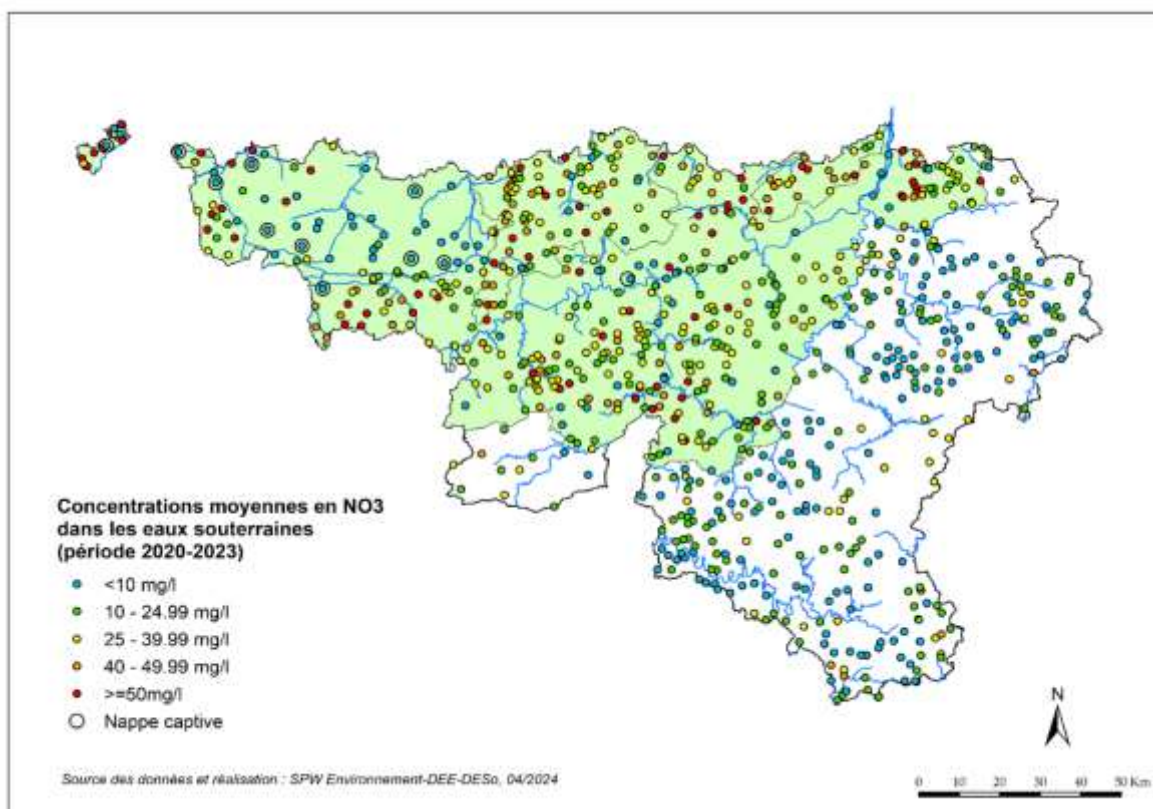 Concentrations moyennes en NO3
dans les eaux souterraines
(période 2020-2023)
<10 mg/l
10 - 24.99 mg/l
25 - 39.99 mg/l
40 - 49.99 mg/l
>=50mg/l
Nappe captive
Source des données et réalisation : SPW Environnement-DEE-DESo, 04/2024
N
0 10 20 30 40 50 Km